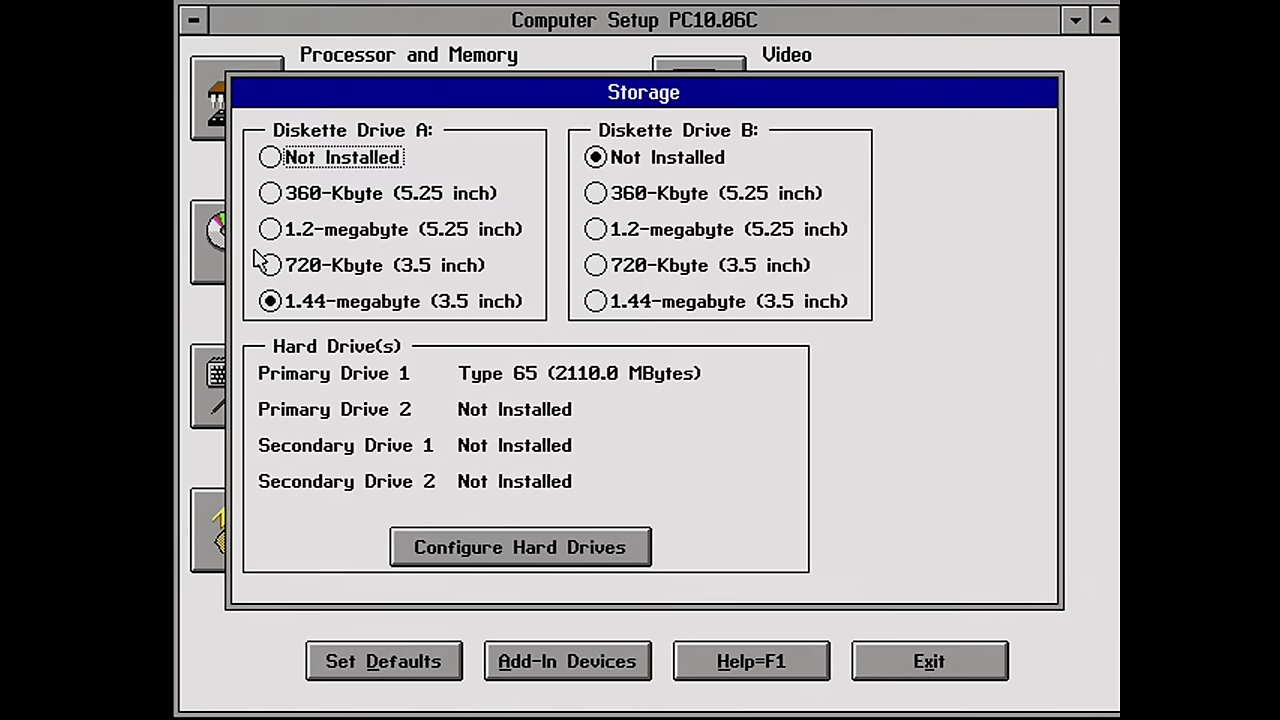 Computer Setup PC10.06C
Processor and Memory
Video
Storage
Diskette Drive A:
Not Installed
360-Kbyte (5.25 inch)
1.2-megabyte (5.25 inch)
720-Kbyte (3.5 inch)
1.44-megabyte (3.5 inch)
Diskette Drive B:
Not Installed
360-Kbyte (5.25 inch)
1.2-megabyte (5.25 inch)
720-Kbyte (3.5 inch)
1.44-megabyte (3.5 inch)
Hard Drive(s)
Primary Drive 1 Type 65 (2110.0 MBytes)
Primary Drive 2 Not Installed
Secondary Drive 1 Not Installed
Secondary Drive 2 Not Installed
Configure Hard Drives
Set Defaults
Add-In Devices
Help=F1
Exit